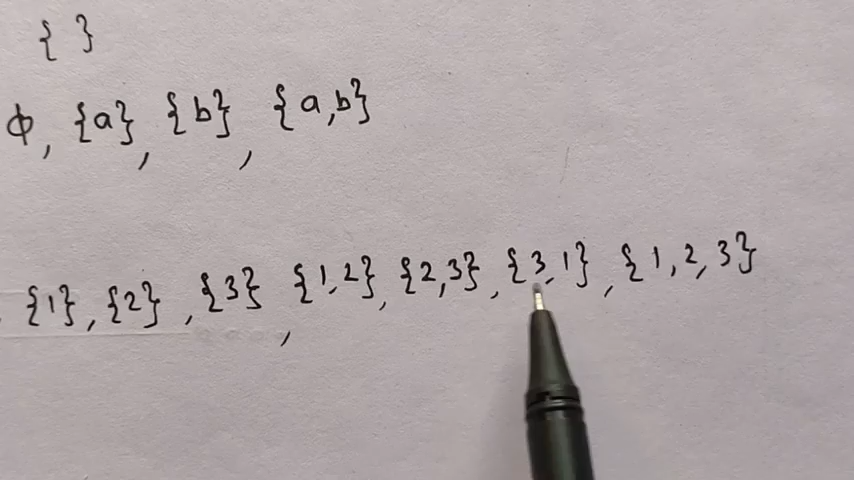 { }
ϕ, {a}, {b}, {a,b}
{1}, {2}, {3}, {1,2}, {2,3}, {3,1}, {1,2,3}